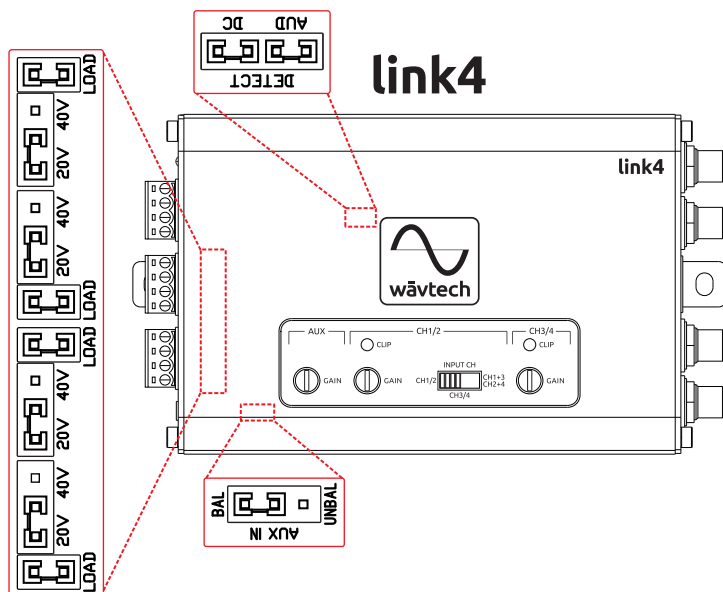 DC AUD
DETECT
link4
LOAD
40V
20V
40V
20V
LOAD
LOAD
40V
20V
40V
20V
LOAD
link4
wāvtech
AUX CH1/2 CH3/4
CLIP CLIP
INPUT CH
GAIN GAIN CH1/2 CH1+3 GAIN
CH2+4
CH3/4
BAL UNBAL
AUX IN